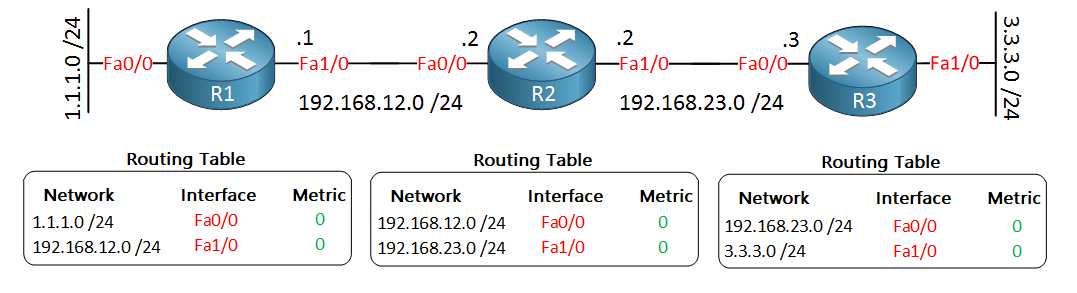 1.1.1.0 /24
Fa0/0
R1
.1
Fa1/0
192.168.12.0 /24
.2
Fa0/0
R2
.2
Fa1/0
192.168.23.0 /24
.3
Fa0/0
R3
Fa1/0
3.3.3.0 /24
Routing Table
Network Interface Metric
1.1.1.0 /24 Fa0/0 0
192.168.12.0 /24 Fa1/0 0
Routing Table
Network Interface Metric
192.168.12.0 /24 Fa0/0 0
192.168.23.0 /24 Fa1/0 0
Routing Table
Network Interface Metric
192.168.23.0 /24 Fa0/0 0
3.3.3.0 /24 Fa1/0 0